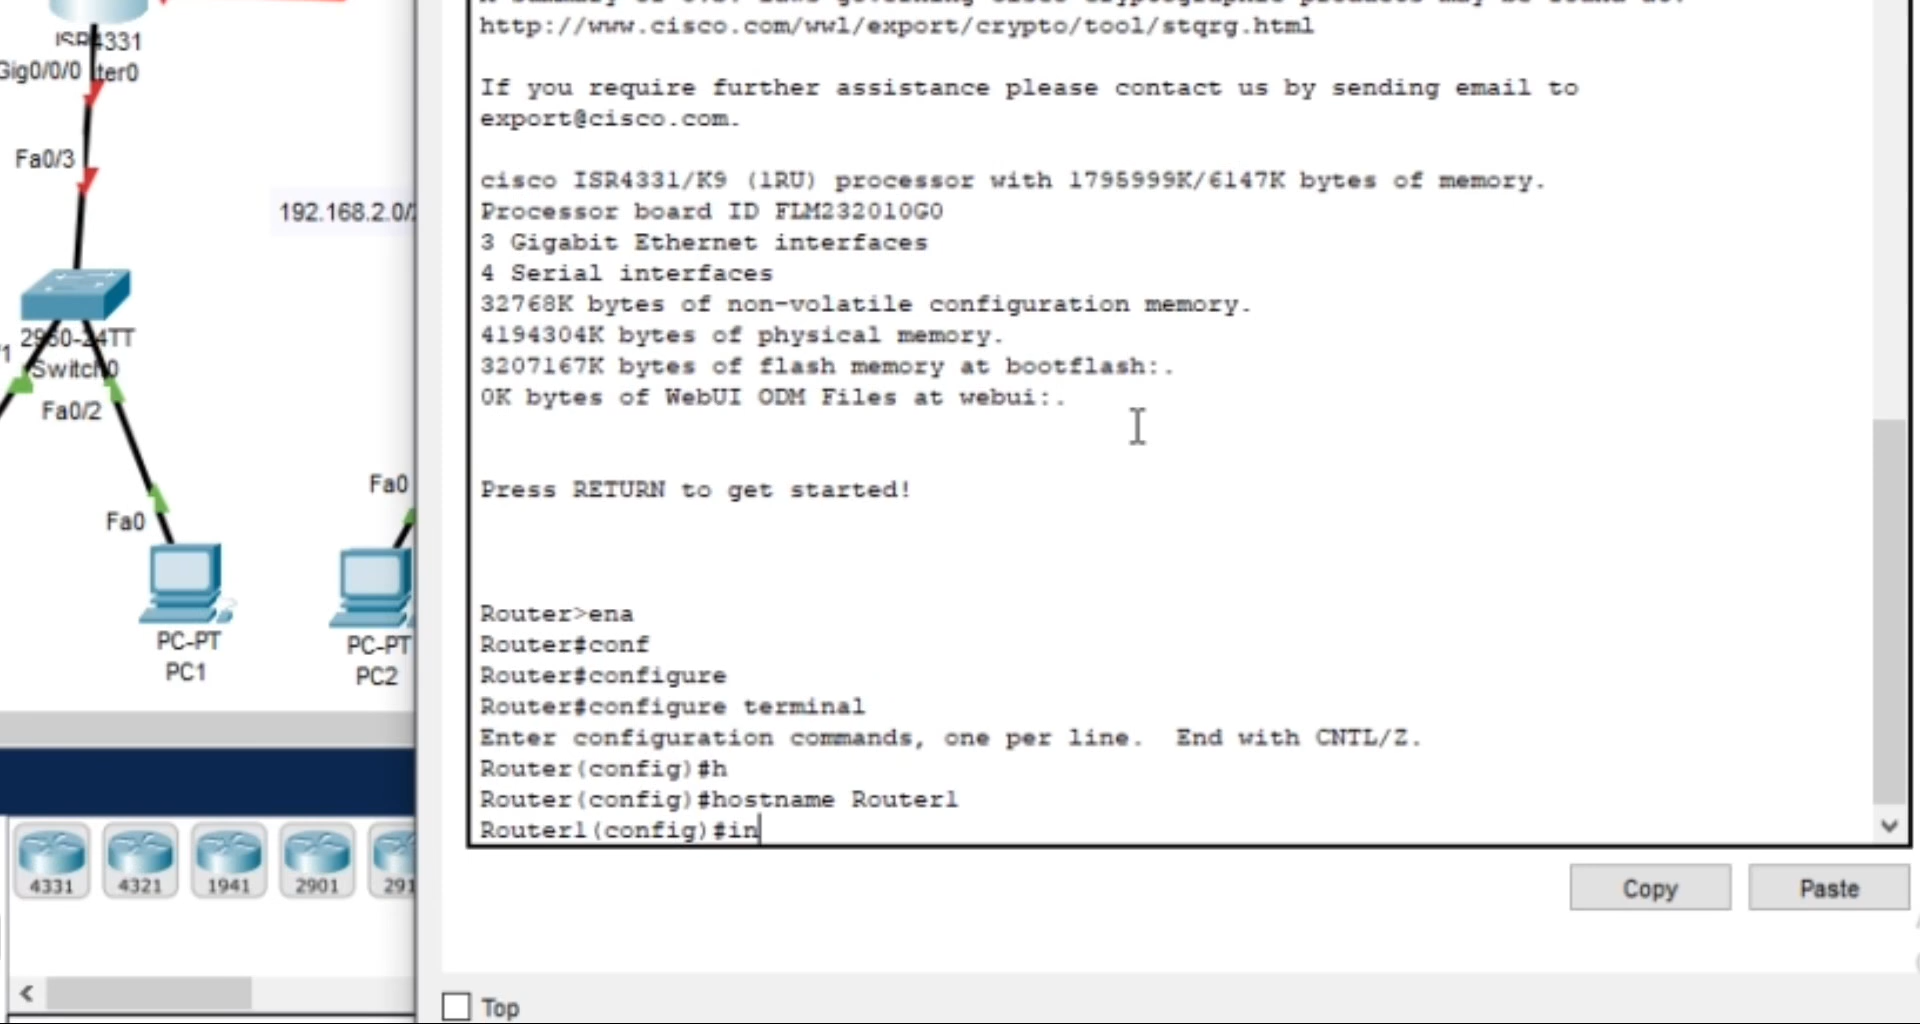 http://www.cisco.com/wwl/export/crypto/tool/stqrg.html
If you require further assistance please contact us by sending email to
export@cisco.com.
cisco ISR4331/K9 (1RU) processor with 1795999K/6147K bytes of memory.
Processor board ID FLM232010G0
3 Gigabit Ethernet interfaces
4 Serial interfaces
32768K bytes of non-volatile configuration memory.
4194304K bytes of physical memory.
3207167K bytes of flash memory at bootflash:.
0K bytes of WebUI ODM Files at webui:.
Press RETURN to get started!
Router>ena
Router#conf
Router#configure
Router#configure terminal
Enter configuration commands, one per line.  End with CNTL/Z.
Router(config)#h
Router(config)#hostname Router1
Router1(config)#in
Copy
Paste
Top
ISR4331
Gig0/0/0
Fa0/3
192.168.2.0/
2960-24TT
Switch0
Fa0/2
Fa0
Fa0
PC-PT
PC1
PC-PT
PC2
4331
4321
1941
2901